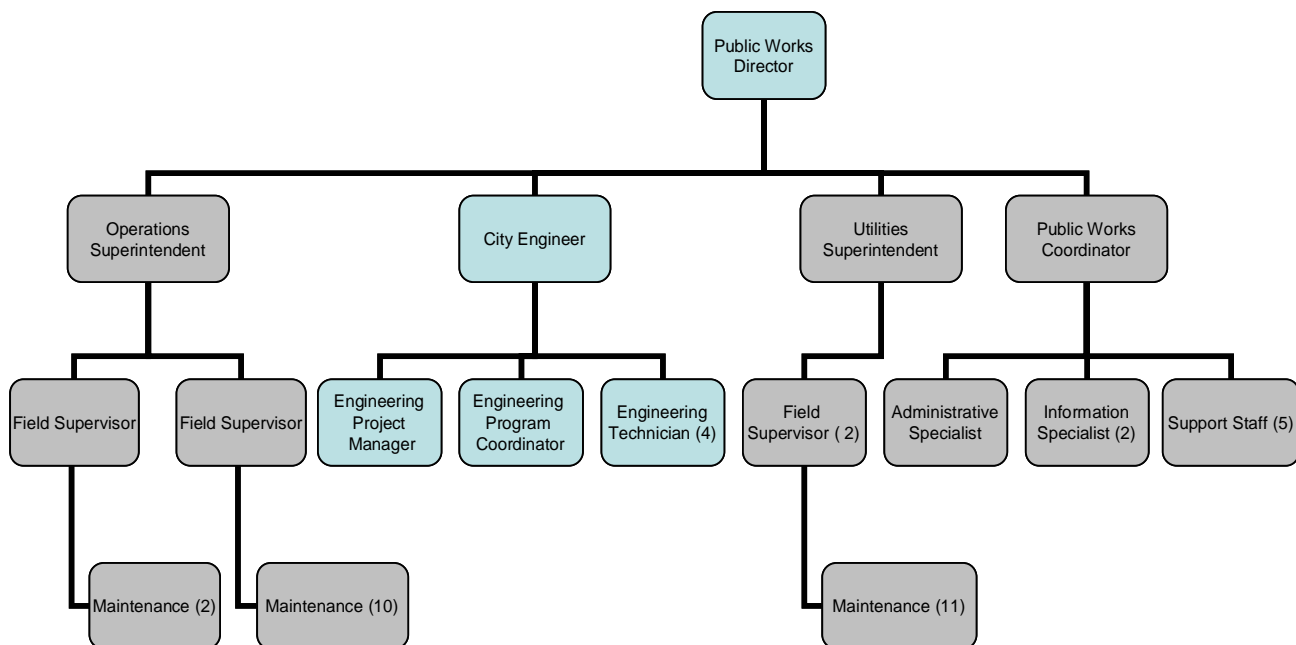 Public Works
Director
Operations
Superintendent
City Engineer
Utilities
Superintendent
Public Works
Coordinator
Field Supervisor
Field Supervisor
Engineering
Project
Manager
Engineering
Program
Coordinator
Engineering
Technician (4)
Field
Supervisor ( 2)
Administrative
Specialist
Information
Specialist (2)
Support Staff (5)
Maintenance (2)
Maintenance (10)
Maintenance (11)